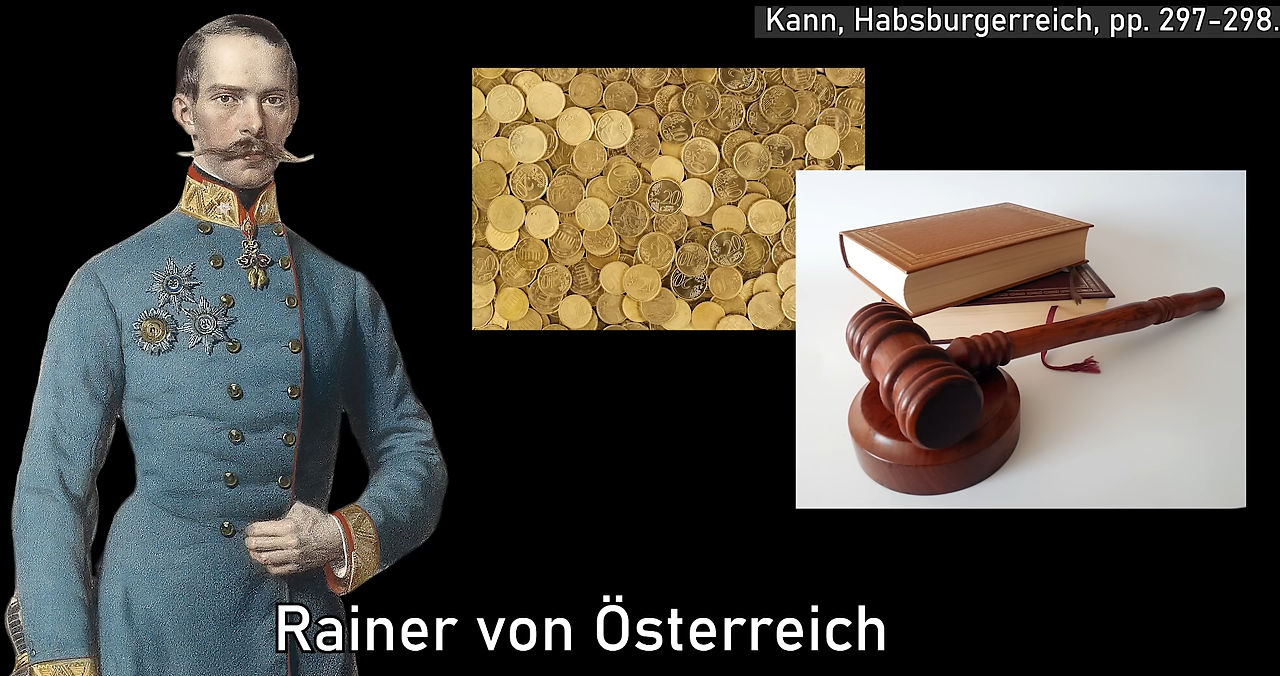 Kann, Habsburgerreich, pp. 297-298.
Rainer von Österreich